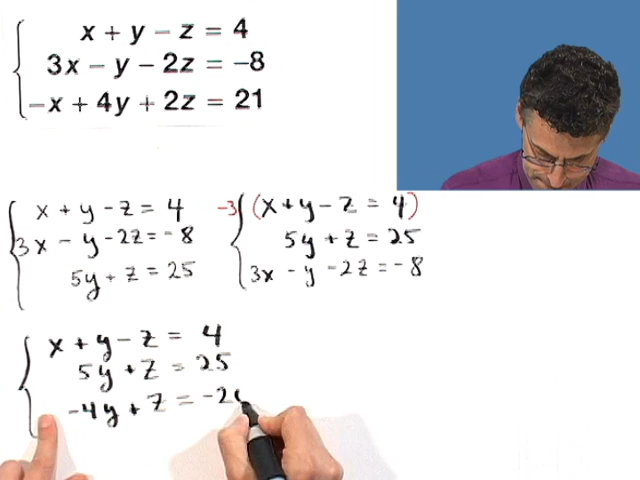 x + y − z = 4
3x − y − 2z = −8
−x + 4y + 2z = 21
x + y - z = 4
3x - y - 2z = - 8
5y + z = 25
-3 (x + y - z = 4)
5y + z = 25
3x - y - 2z = - 8
x + y - z = 4
5y + z = 25
-4y + z = -2